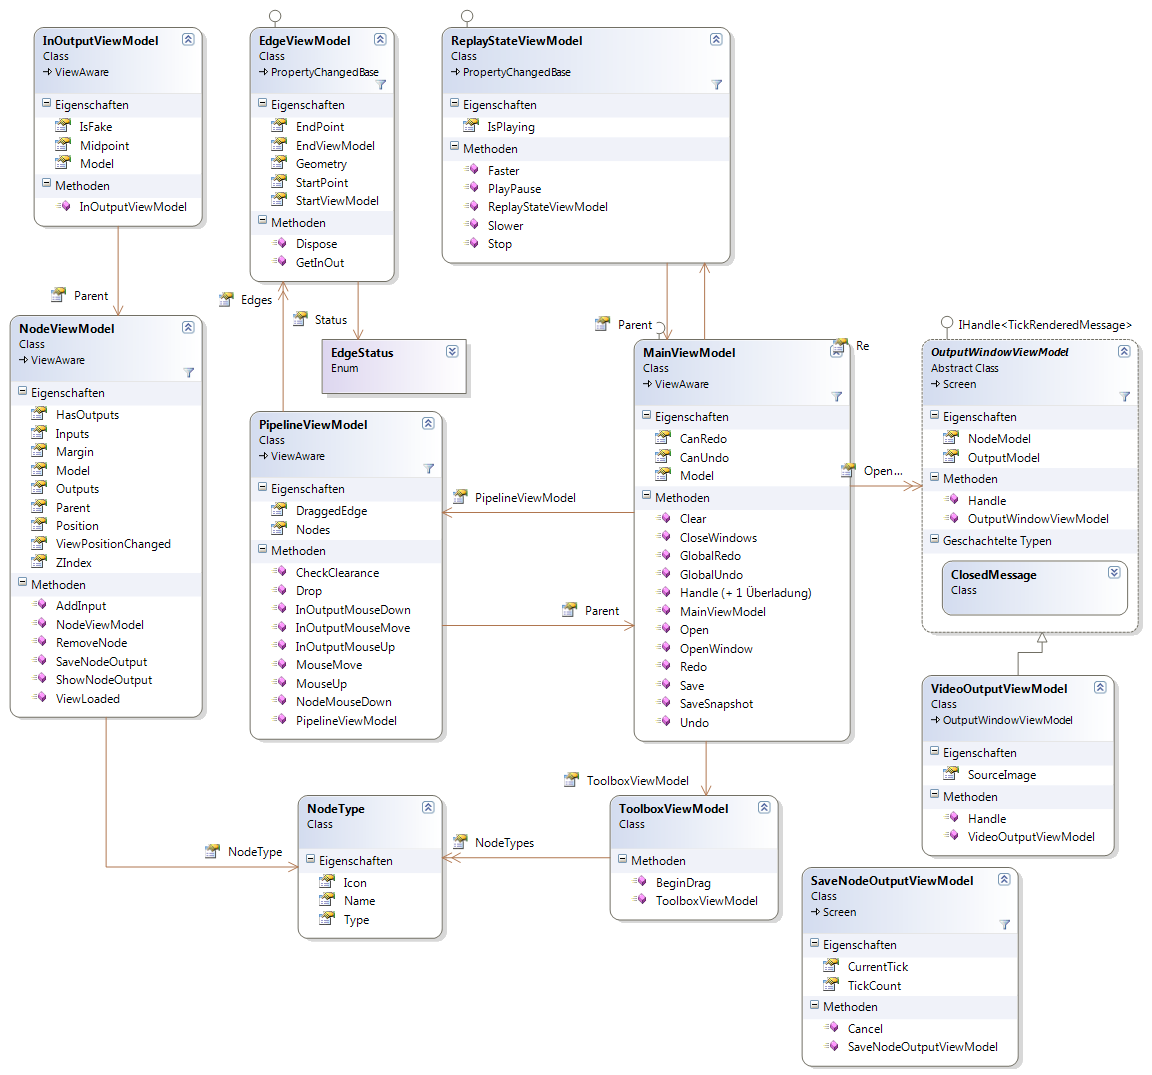 InOutputViewModel
Class
ViewAware
Eigenschaften
IsFake
Midpoint
Model
Methoden
InOutputViewModel
EdgeViewModel
Class
PropertyChangedBase
Eigenschaften
EndPoint
EndViewModel
Geometry
StartPoint
StartViewModel
Methoden
Dispose
GetInOut
ReplayStateViewModel
Class
PropertyChangedBase
Eigenschaften
IsPlaying
Methoden
Faster
PlayPause
ReplayStateViewModel
Slower
Stop
Parent
Edges
Status
Parent
Re
IHandle<TickRenderedMessage>
NodeViewModel
Class
ViewAware
Eigenschaften
HasOutputs
Inputs
Margin
Model
Outputs
Parent
Position
ViewPositionChanged
ZIndex
Methoden
AddInput
NodeViewModel
RemoveNode
SaveNodeOutput
ShowNodeOutput
ViewLoaded
EdgeStatus
Enum
PipelineViewModel
Class
ViewAware
Eigenschaften
DraggedEdge
Nodes
Methoden
CheckClearance
Drop
InOutputMouseDown
InOutputMouseMove
InOutputMouseUp
MouseMove
MouseUp
NodeMouseDown
PipelineViewModel
PipelineViewModel
Parent
MainViewModel
Class
ViewAware
Eigenschaften
CanRedo
CanUndo
Model
Methoden
Clear
CloseWindows
GlobalRedo
GlobalUndo
Handle (+ 1 Überladung)
MainViewModel
Open
OpenWindow
Redo
Save
SaveSnapshot
Undo
Open...
OutputWindowViewModel
Abstract Class
Screen
Eigenschaften
NodeModel
OutputModel
Methoden
Handle
OutputWindowViewModel
Geschachtelte Typen
ClosedMessage
Class
VideoOutputViewModel
Class
OutputWindowViewModel
Eigenschaften
SourceImage
Methoden
Handle
VideoOutputViewModel
ToolboxViewModel
NodeType
NodeType
Class
Eigenschaften
Icon
Name
Type
NodeTypes
ToolboxViewModel
Class
Methoden
BeginDrag
ToolboxViewModel
SaveNodeOutputViewModel
Class
Screen
Eigenschaften
CurrentTick
TickCount
Methoden
Cancel
SaveNodeOutputViewModel